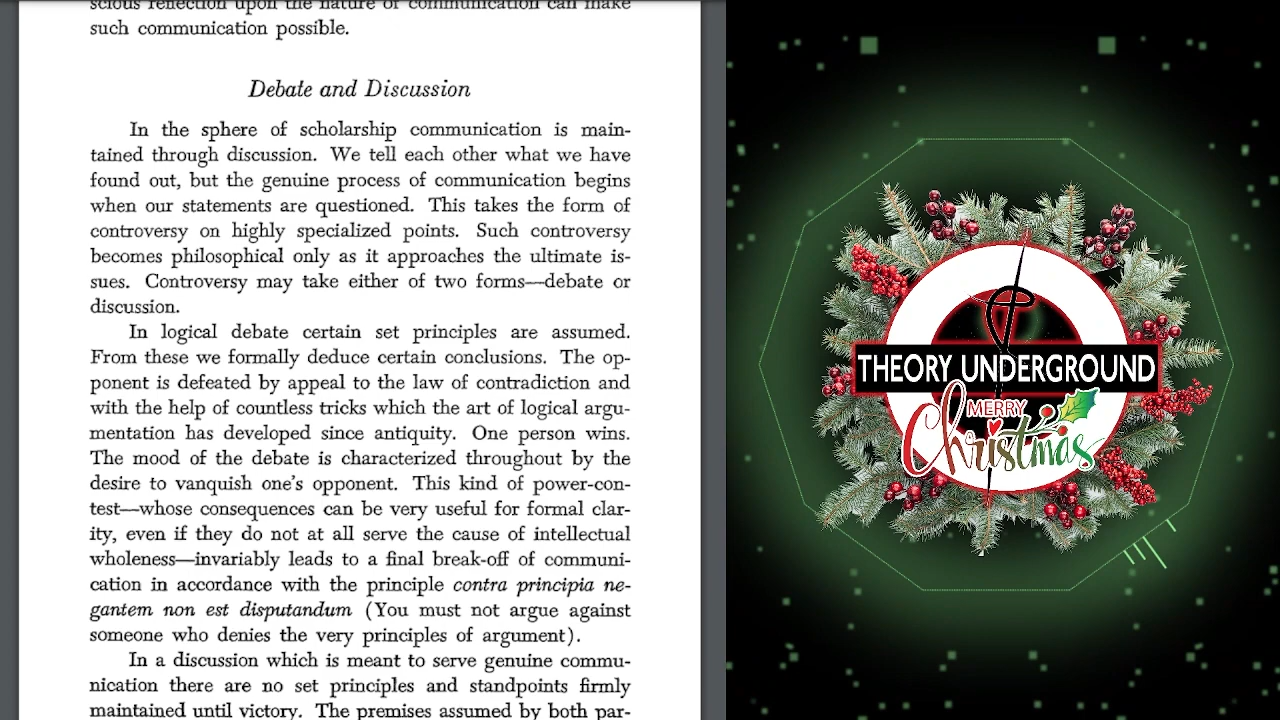 scious reflection upon the nature of communication can make
such communication possible.
Debate and Discussion
In the sphere of scholarship communication is main-
tained through discussion. We tell each other what we have
found out, but the genuine process of communication begins
when our statements are questioned. This takes the form of
controversy on highly specialized points. Such controversy
becomes philosophical only as it approaches the ultimate is-
sues. Controversy may take either of two forms—debate or
discussion.
In logical debate certain set principles are assumed.
From these we formally deduce certain conclusions. The op-
ponent is defeated by appeal to the law of contradiction and
with the help of countless tricks which the art of logical argu-
mentation has developed since antiquity. One person wins.
The mood of the debate is characterized throughout by the
desire to vanquish one's opponent. This kind of power-con-
test—whose consequences can be very useful for formal clar-
ity, even if they do not at all serve the cause of intellectual
wholeness—invariably leads to a final break-off of communi-
cation in accordance with the principle contra principia ne-
gantem non est disputandum (You must not argue against
someone who denies the very principles of argument).
In a discussion which is meant to serve genuine commu-
nication there are no set principles and standpoints firmly
maintained until victory. The premises assumed by both par-
THEORY UNDERGROUND
MERRY
Christmas